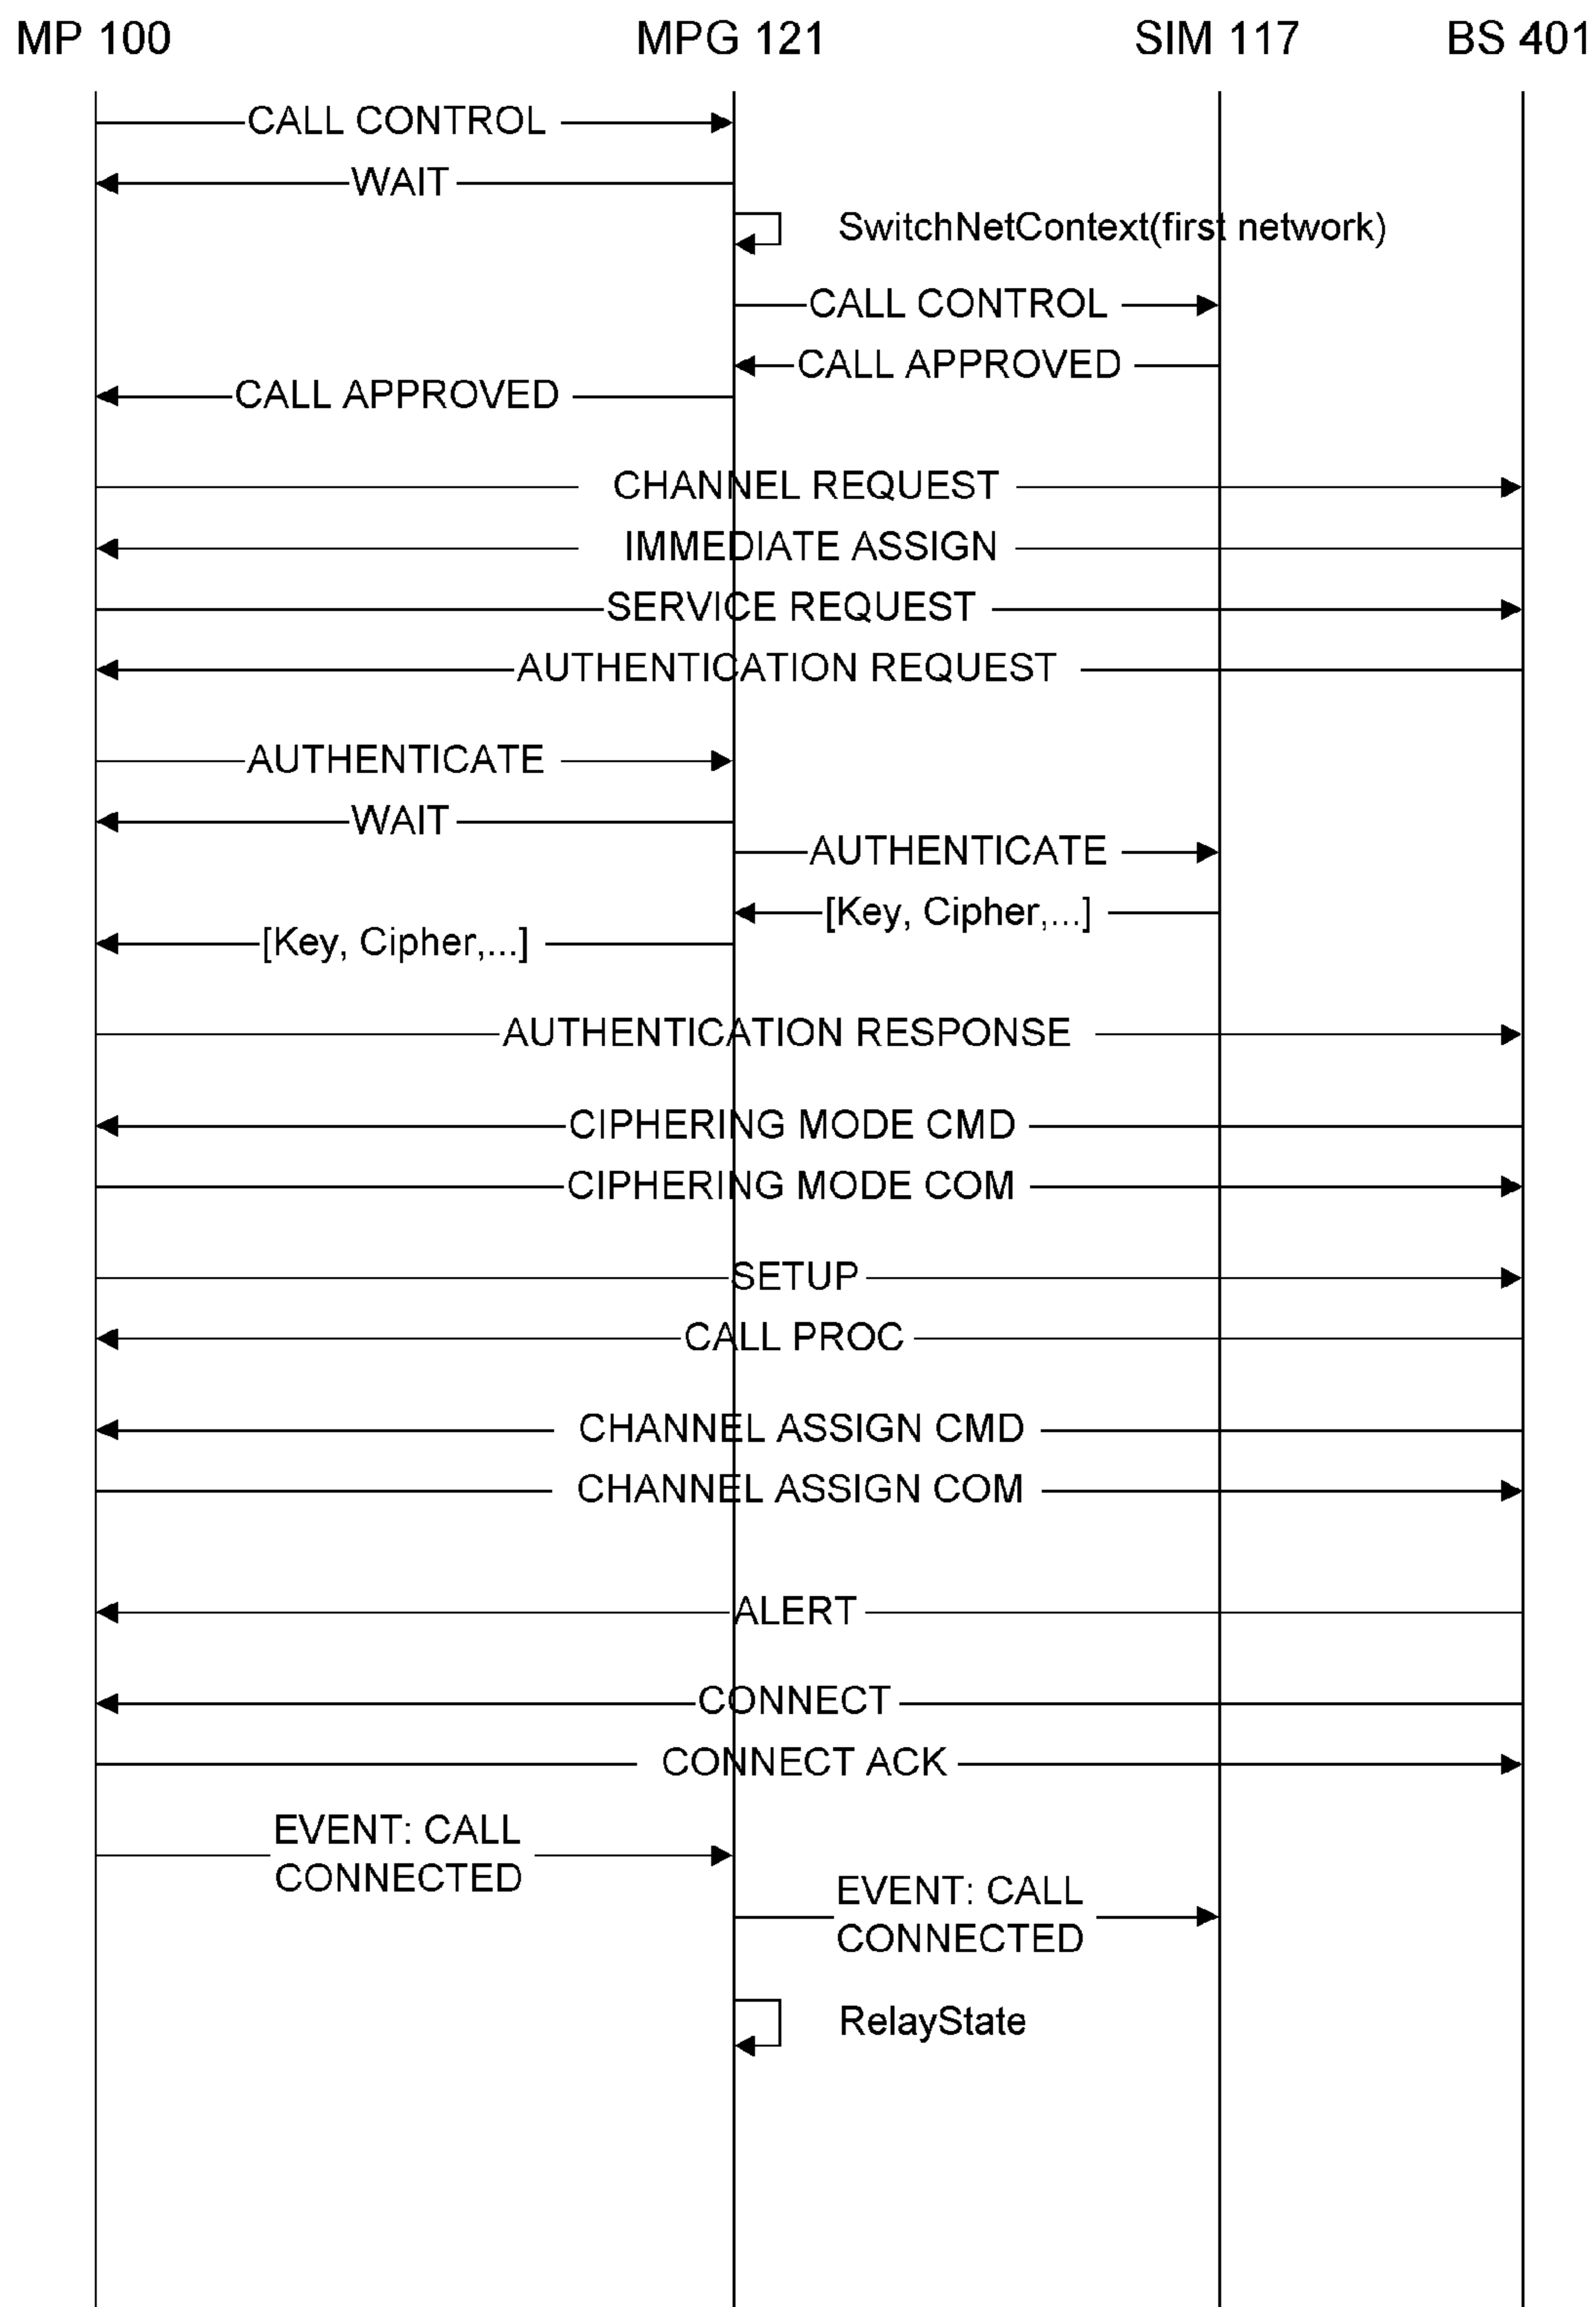 MP 100 MPG 121 SIM 117 BS 401
CALL CONTROL
WAIT
SwitchNetContext(first network)
CALL CONTROL
CALL APPROVED
CALL APPROVED
CHANNEL REQUEST
IMMEDIATE ASSIGN
SERVICE REQUEST
AUTHENTICATION REQUEST
AUTHENTICATE
WAIT
AUTHENTICATE
[Key, Cipher,...]
[Key, Cipher,...]
AUTHENTICATION RESPONSE
CIPHERING MODE CMD
CIPHERING MODE COM
SETUP
CALL PROC
CHANNEL ASSIGN CMD
CHANNEL ASSIGN COM
ALERT
CONNECT
CONNECT ACK
EVENT: CALL
CONNECTED
EVENT: CALL
CONNECTED
RelayState